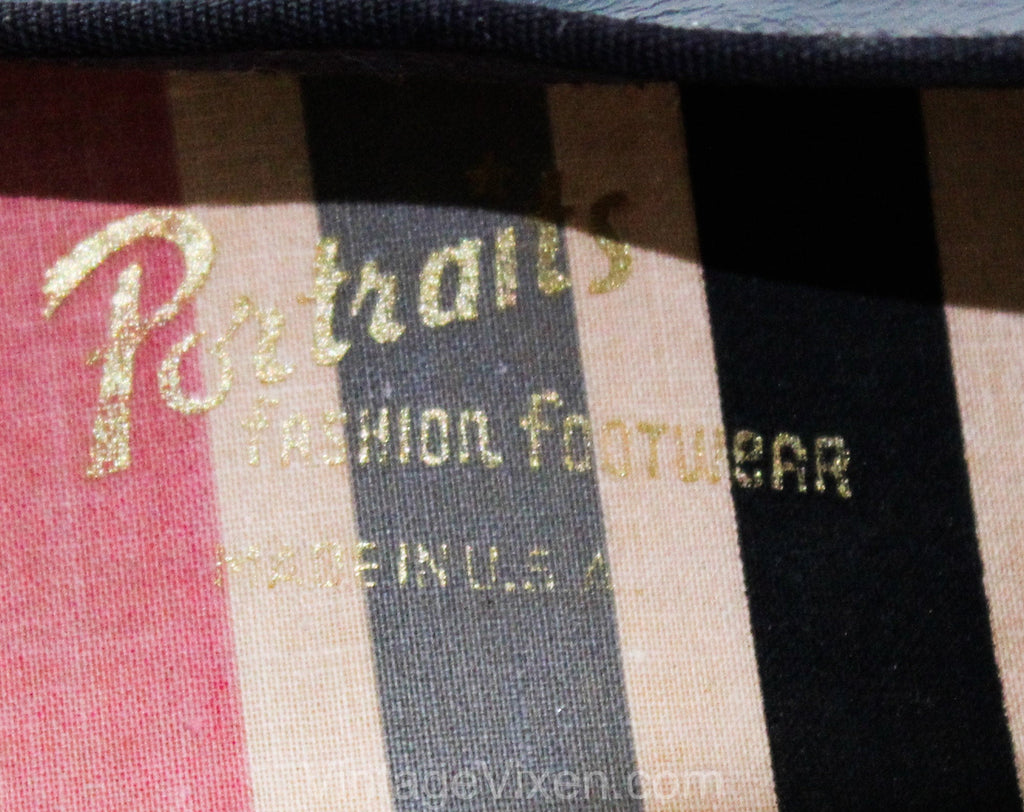 Portraits
FASHION FOOTWEAR
MADE IN U.S.A.
VintageVixen.com